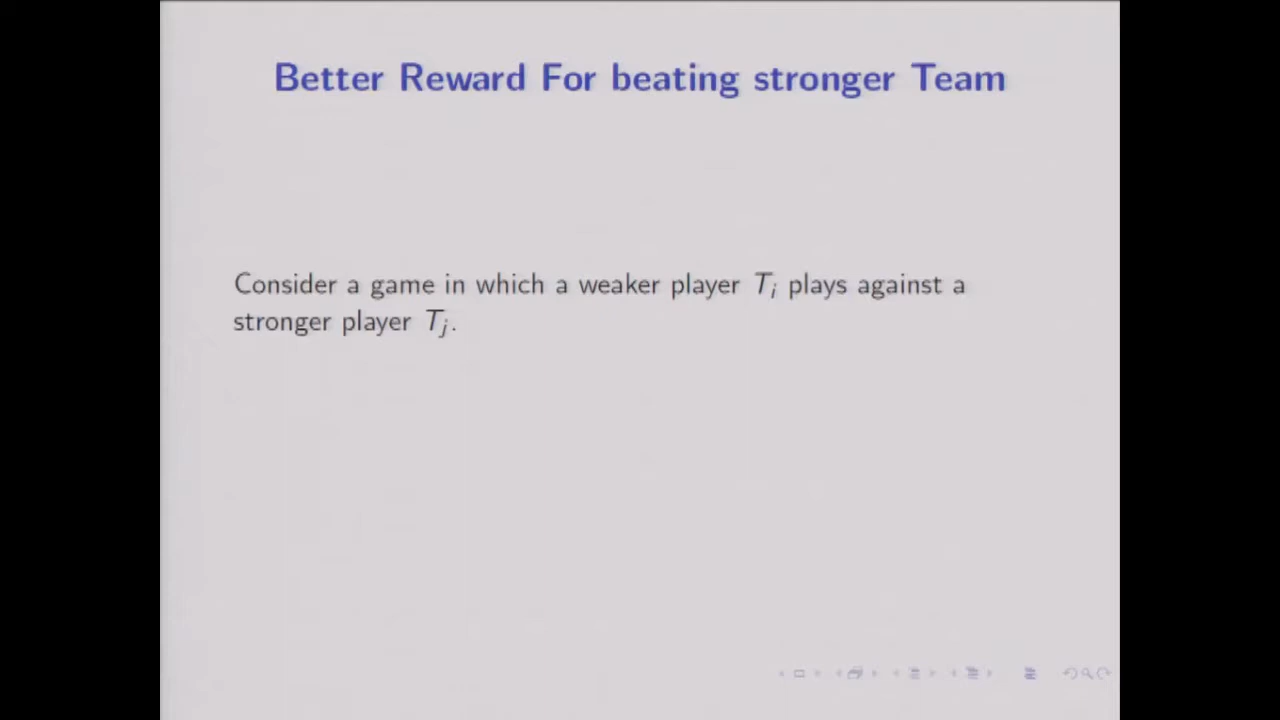 Better Reward For beating stronger Team
Consider a game in which a weaker player T_i plays against a
stronger player T_j.